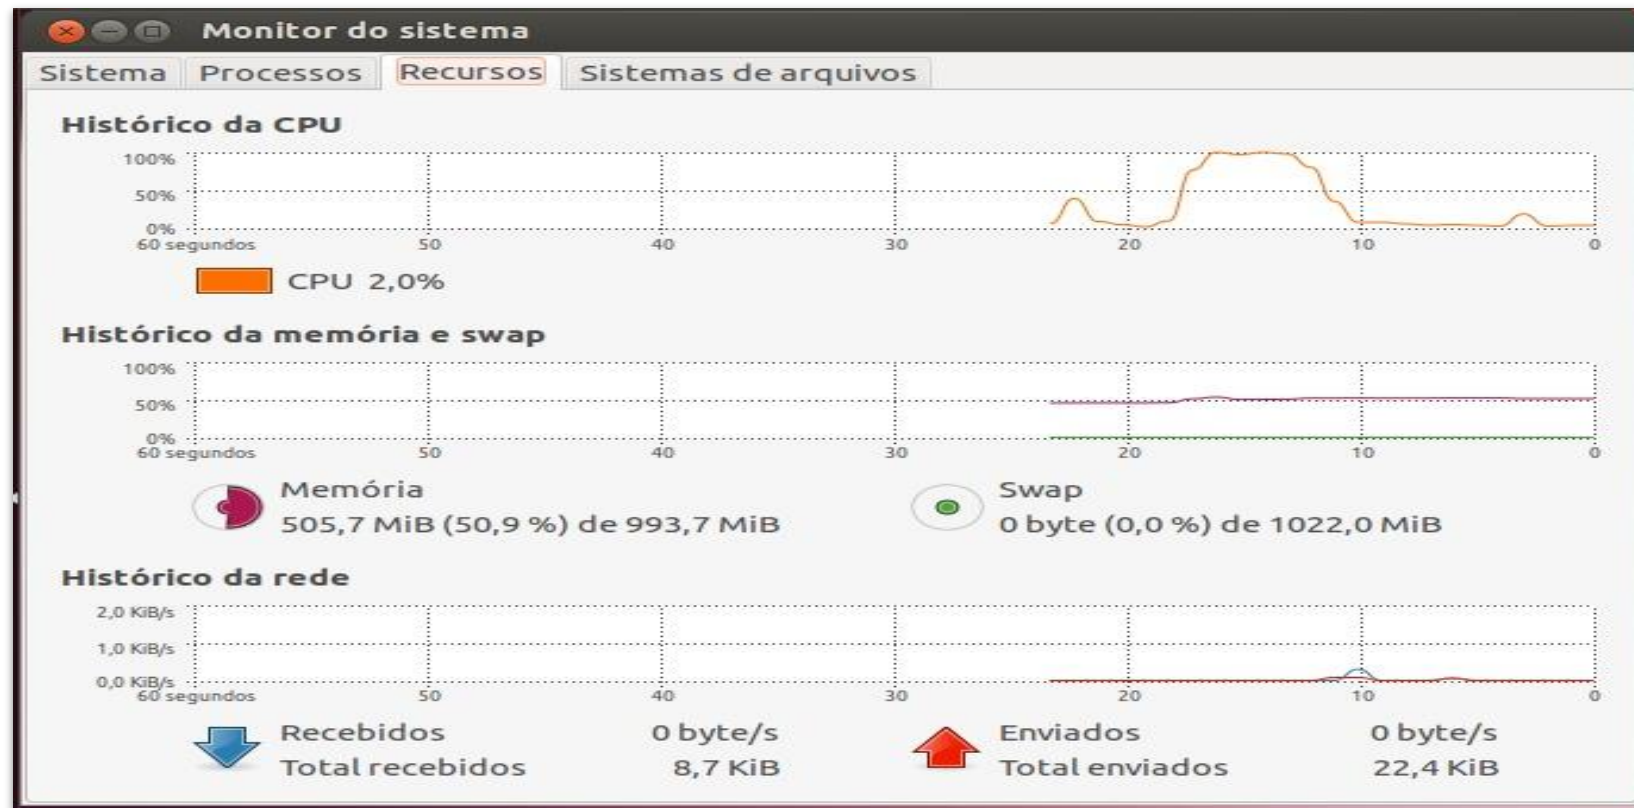 Monitor do sistema
Sistema Processos Recursos Sistemas de arquivos
Histórico da CPU
100%
50%
0%
60 segundos 50 40 30 20 10 0
CPU 2,0%
Histórico da memória e swap
100%
50%
0%
60 segundos 50 40 30 20 10 0
Memória Swap
505,7 MiB (50,9 %) de 993,7 MiB 0 byte (0,0 %) de 1022,0 MiB
Histórico da rede
2,0 KiB/s
1,0 KiB/s
0,0 KiB/s
60 segundos 50 40 30 20 10 0
Recebidos 0 byte/s Enviados 0 byte/s
Total recebidos 8,7 KiB Total enviados 22,4 KiB